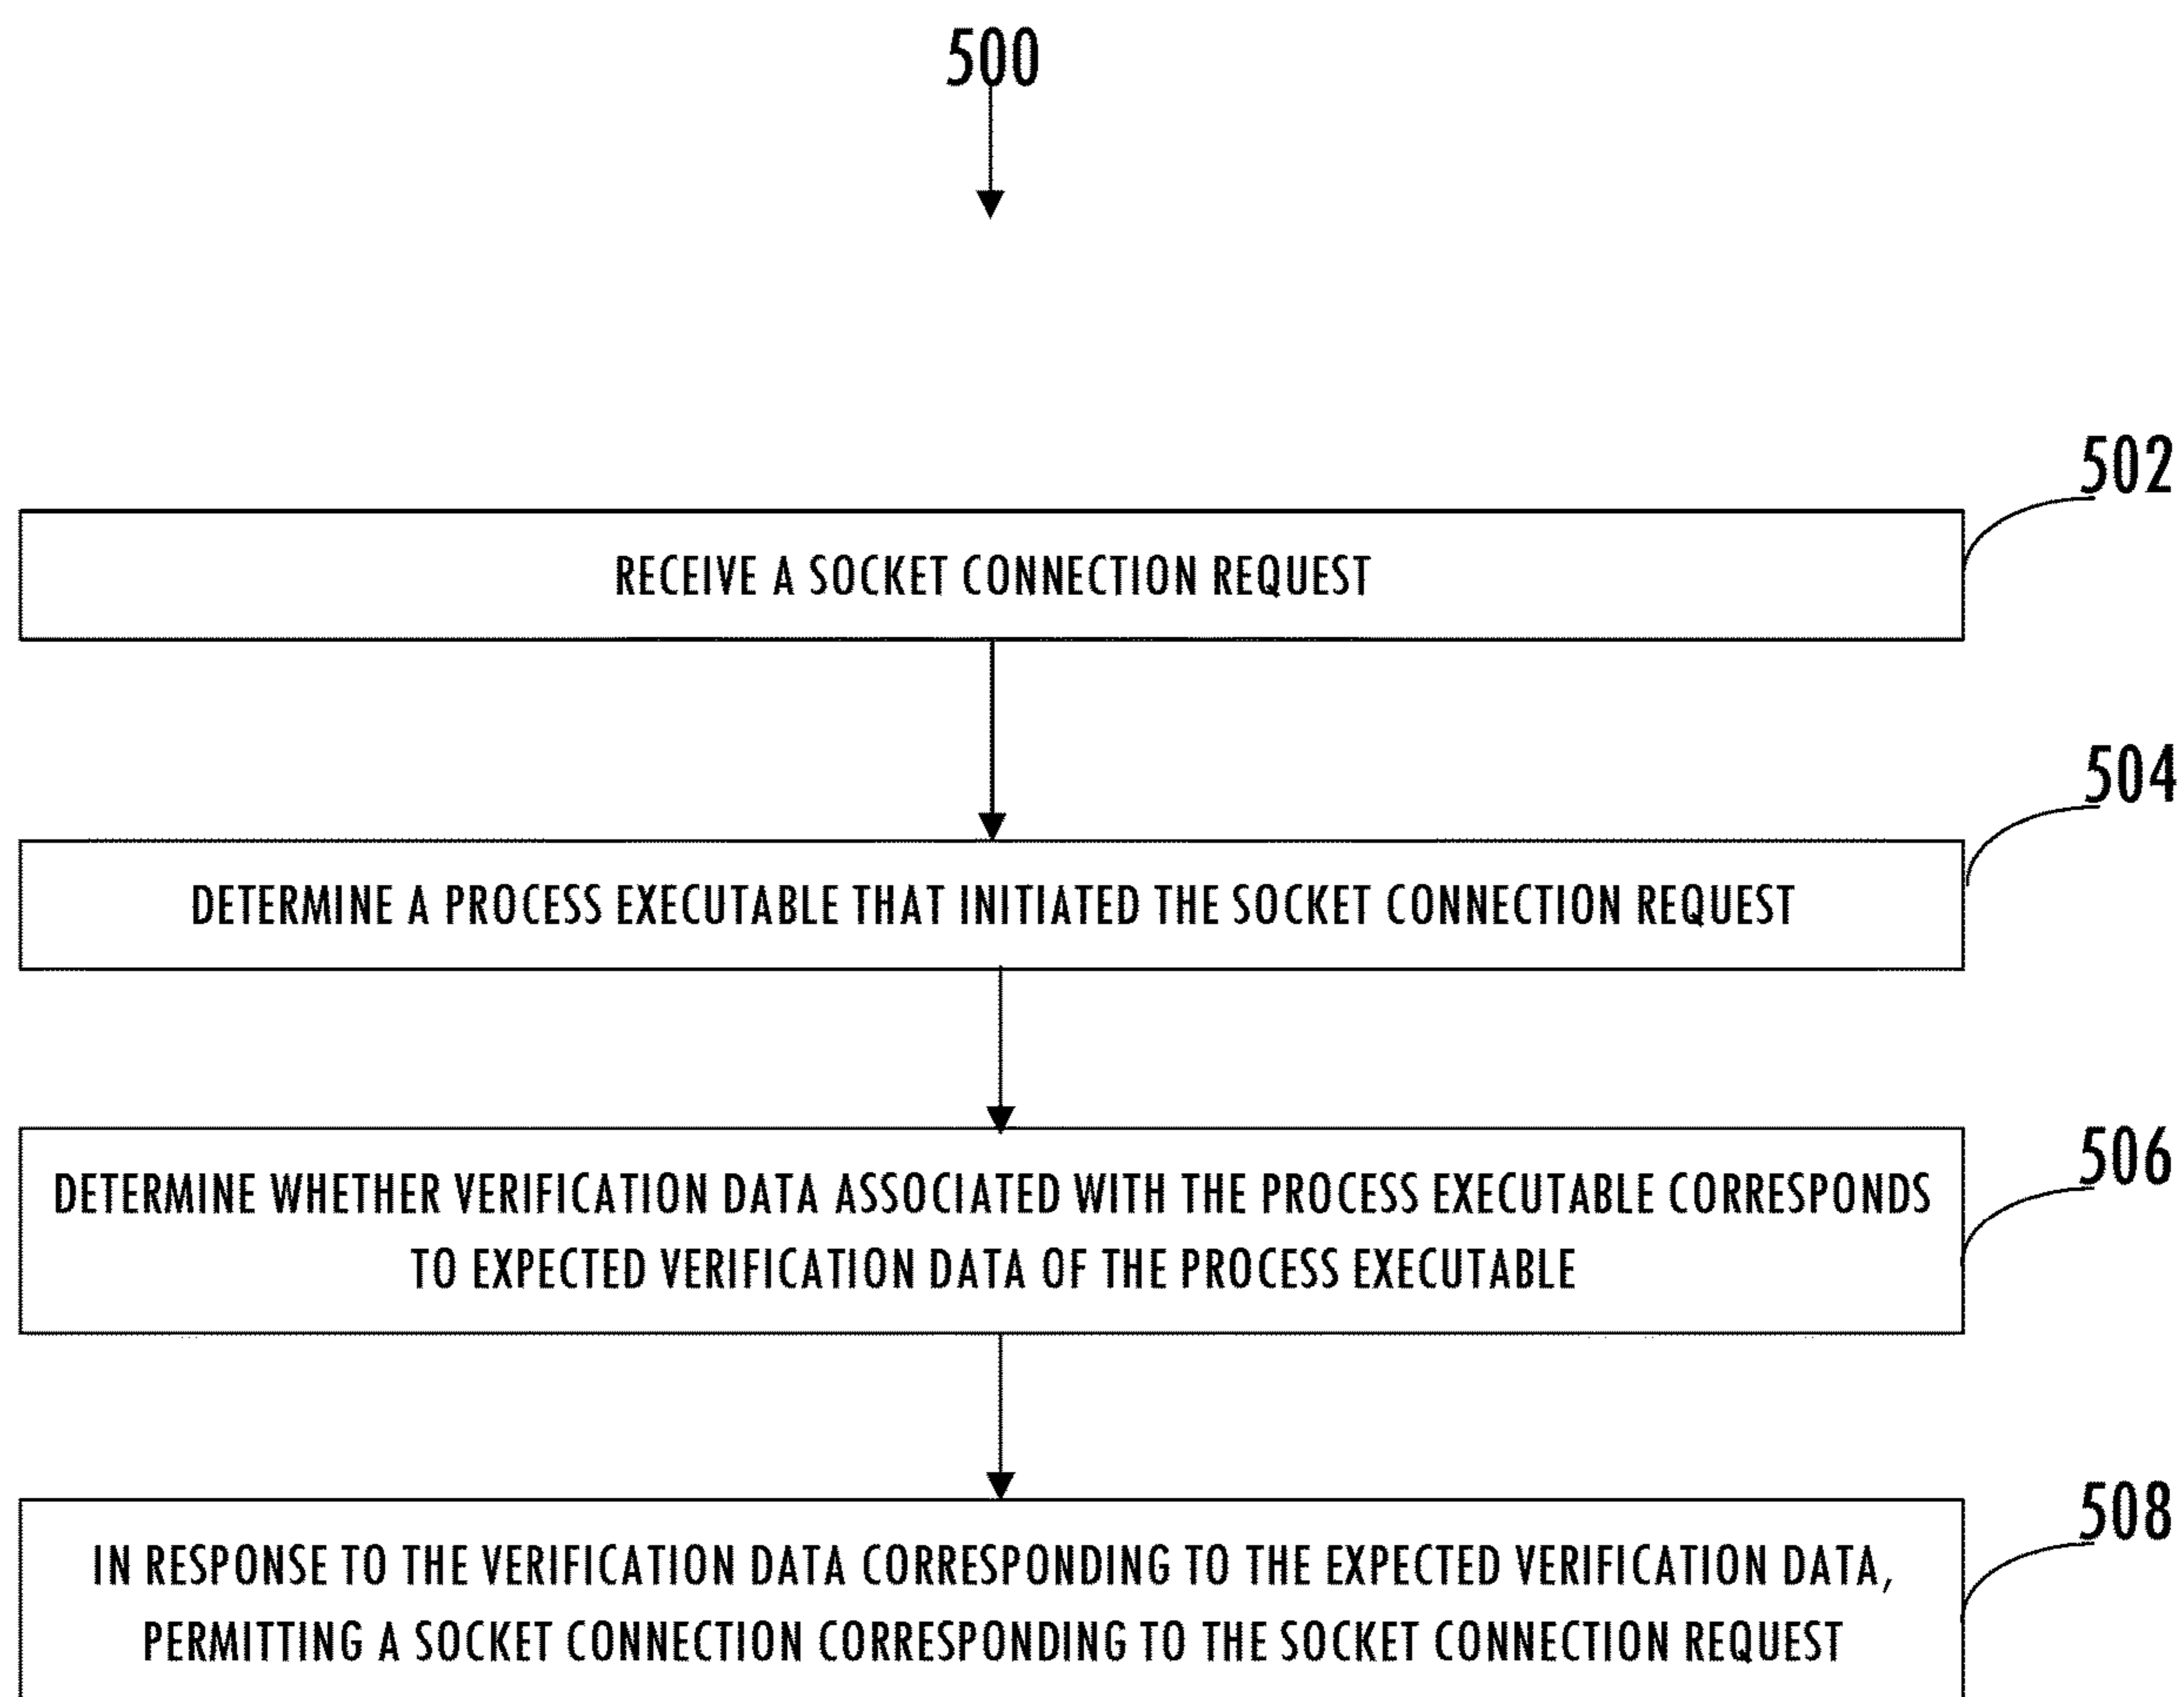 500
502
RECEIVE A SOCKET CONNECTION REQUEST
504
DETERMINE A PROCESS EXECUTABLE THAT INITIATED THE SOCKET CONNECTION REQUEST
506
DETERMINE WHETHER VERIFICATION DATA ASSOCIATED WITH THE PROCESS EXECUTABLE CORRESPONDS
TO EXPECTED VERIFICATION DATA OF THE PROCESS EXECUTABLE
508
IN RESPONSE TO THE VERIFICATION DATA CORRESPONDING TO THE EXPECTED VERIFICATION DATA,
PERMITTING A SOCKET CONNECTION CORRESPONDING TO THE SOCKET CONNECTION REQUEST